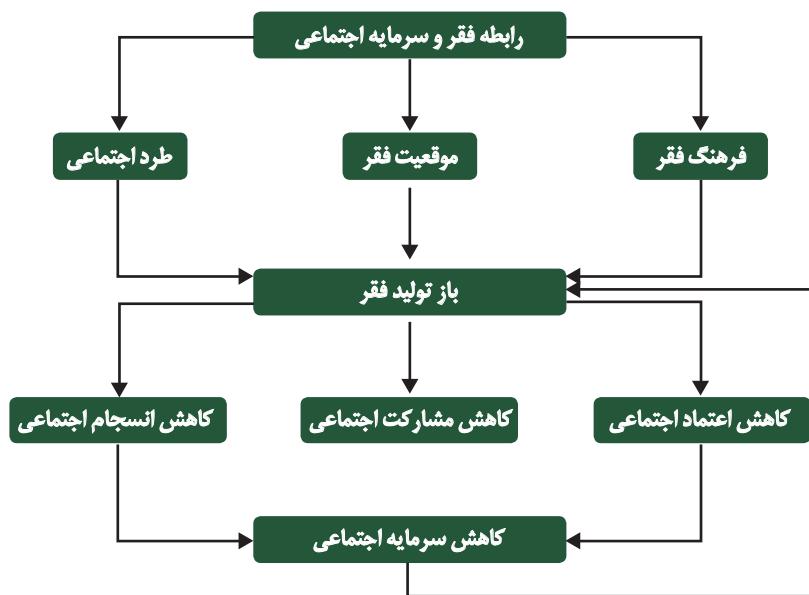 رابطه فقر و سرمایه اجتماعی
فرهنگ فقر
موقعیت فقر
طرد اجتماعی
باز تولید فقر
کاهش اعتماد اجتماعی
کاهش مشارکت اجتماعی
کاهش انسجام اجتماعی
کاهش سرمایه اجتماعی